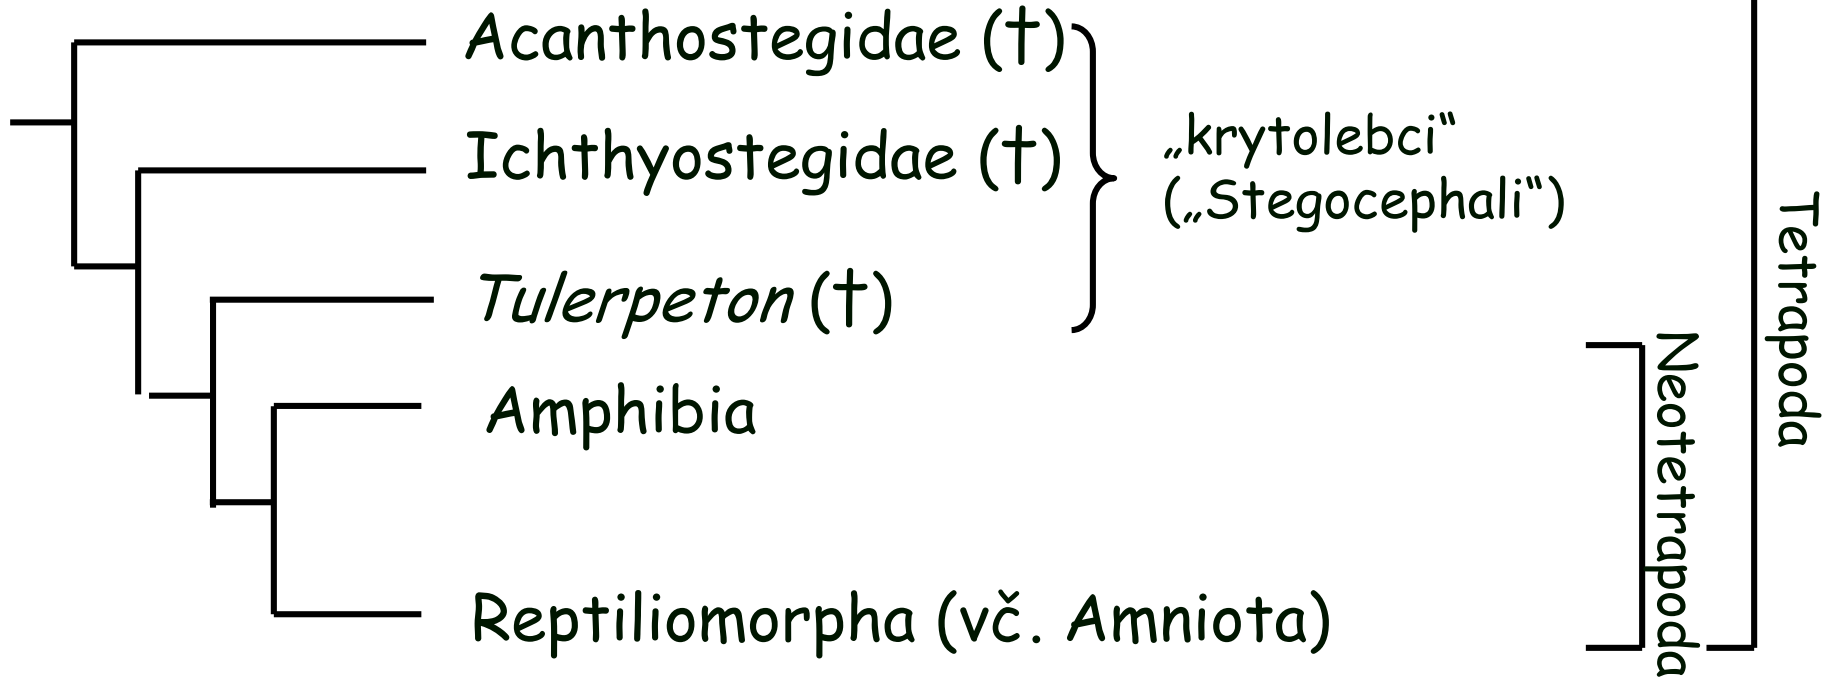 Acanthostegidae (†)
Ichthyostegidae (†)
„krytolebci“
(„Stegocephali“)
Tulerpeton (†)
Amphibia
Reptiliomorpha (vč. Amniota)
Neotetrapoda
Tetrapoda